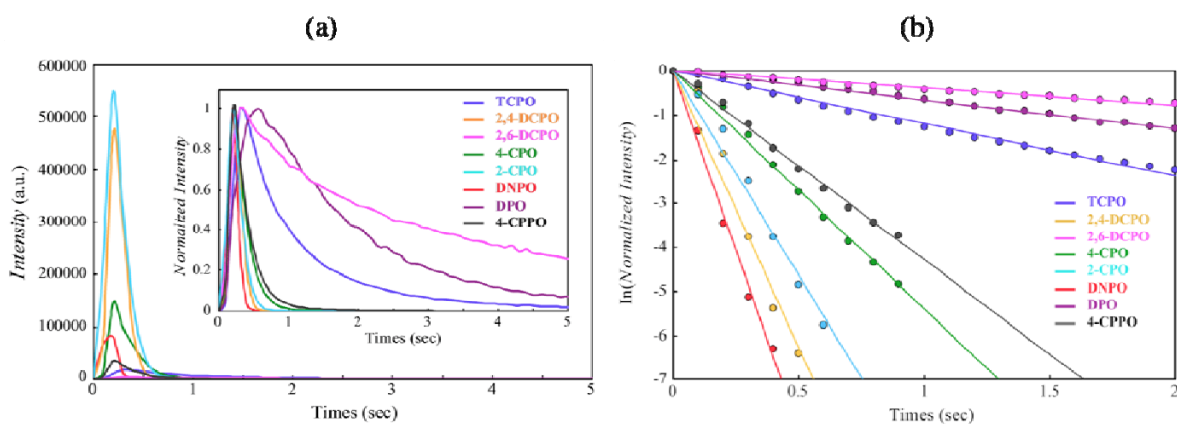 (a)
600000
500000
400000
300000
200000
100000
0
Intensity (a.u.)
0
1
2
3
4
5
Times (sec)
1
0.8
0.6
0.4
0.2
0
Normalized Intensity
0
1
2
3
4
5
Times (sec)
TCPO
2,4-DCPO
2,6-DCPO
4-CPO
2-CPO
DNPO
DPO
4-CPPO
(b)
0
-1
-2
-3
-4
-5
-6
-7
ln(Normalized Intensity)
0
0.5
1
1.5
2
Times (sec)
TCPO
2,4-DCPO
2,6-DCPO
4-CPO
2-CPO
DNPO
DPO
4-CPPO